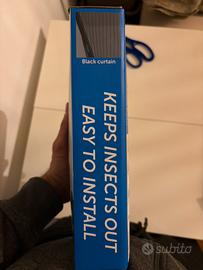 Black curtain
KEEPS INSECTS OUT
EASY TO INSTALL
subito